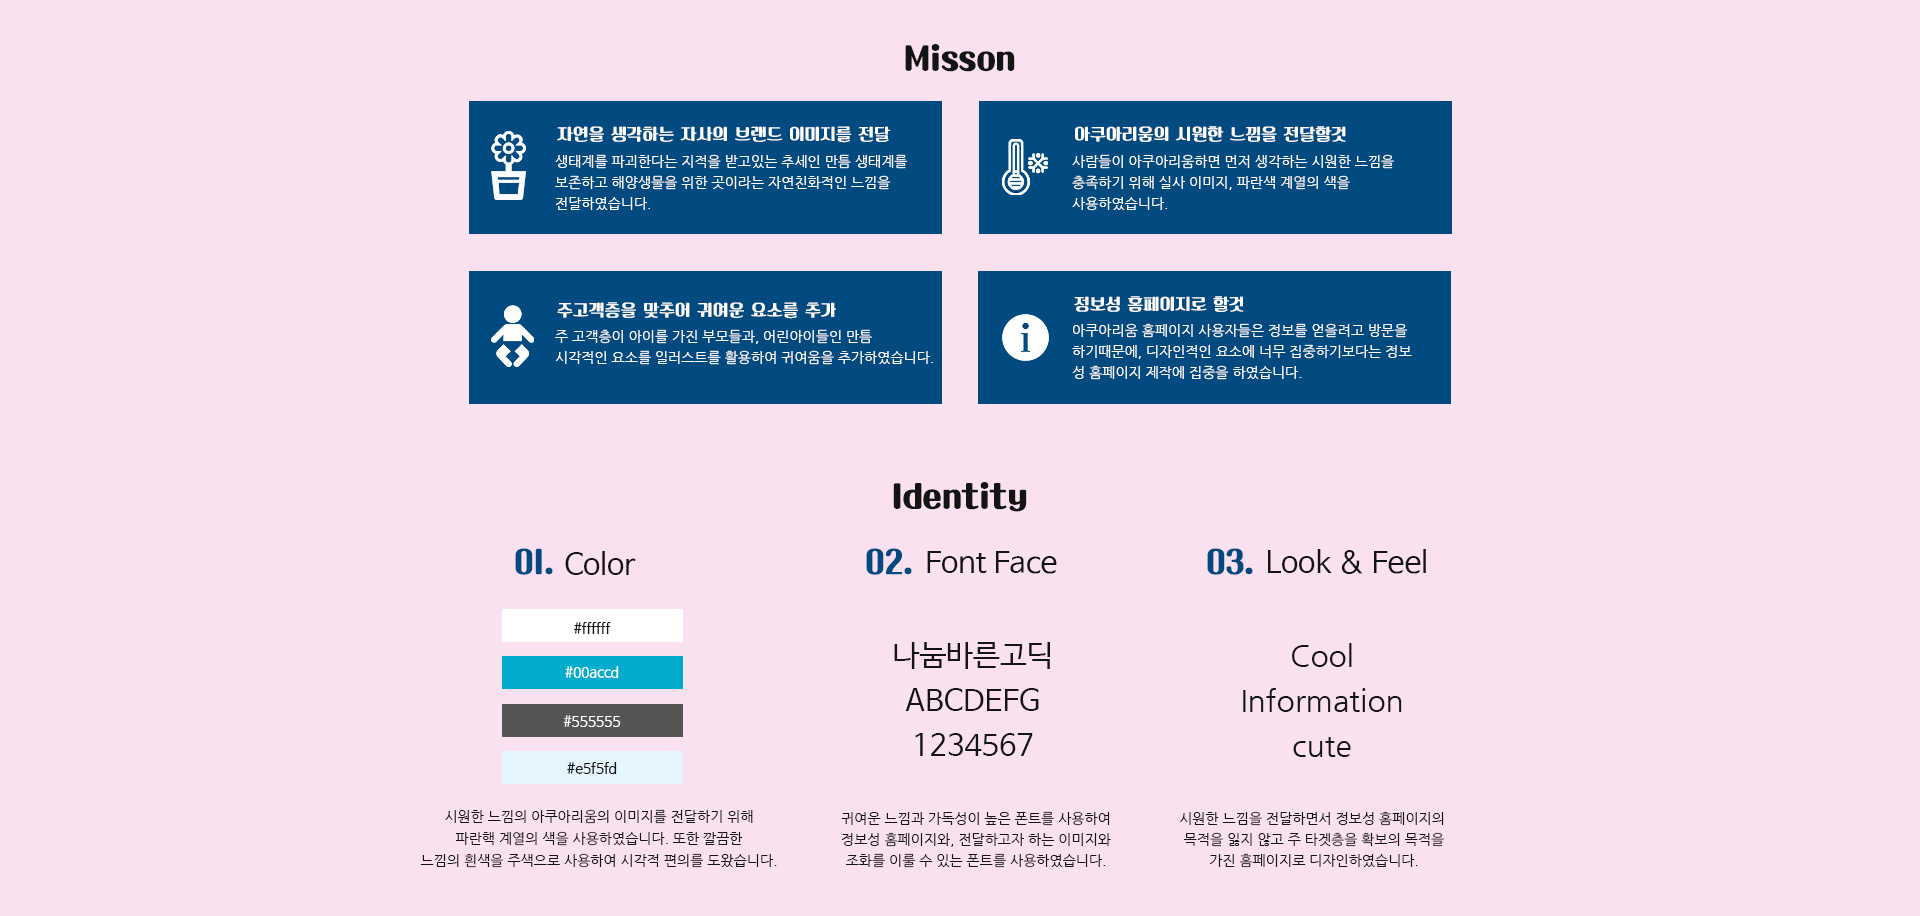 Misson
자연을 생각하는 자사의 브랜드 이미지를 전달
생태계를 파괴한다는 지적을 받고있는 추세인 만틈 생태계를
보존하고 해양생물을 위한 곳이라는 자연친화적인 느낌을
전달하였습니다.
아쿠아리움의 시원한 느낌을 전달할것
사람들이 아쿠아리움하면 먼저 생각하는 시원한 느낌을
충족하기 위해 실사 이미지, 파란색 계열의 색을
사용하였습니다.
주고객층을 맞추어 귀여운 요소를 추가
주 고객층이 아이를 가진 부모들과, 어린아이들인 만틈
시각적인 요소를 일러스트를 활용하여 귀여움을 추가하였습니다.
정보성 홈페이지로 할것
아쿠아리움 홈페이지 사용자들은 정보를 얻을려고 방문을
하기때문에, 디자인적인 요소에 너무 집중하기보다는 정보
성 홈페이지 제작에 집중을 하였습니다.
Identity
01. Color
#ffffff
#00accd
#555555
#e5f5fd
시원한 느낌의 아쿠아리움의 이미지를 전달하기 위해
파란핵 계열의 색을 사용하였습니다. 또한 깔끔한
느낌의 흰색을 주색으로 사용하여 시각적 편의를 도왔습니다.
02. Font Face
나눔바른고딕
ABCDEFG
1234567
귀여운 느낌과 가독성이 높은 폰트를 사용하여
정보성 홈페이지와, 전달하고자 하는 이미지와
조화를 이룰 수 있는 폰트를 사용하였습니다.
03. Look & Feel
Cool
Information
cute
시원한 느낌을 전달하면서 정보성 홈페이지의
목적을 잃지 않고 주 타겟층을 확보의 목적을
가진 홈페이지로 디자인하였습니다.